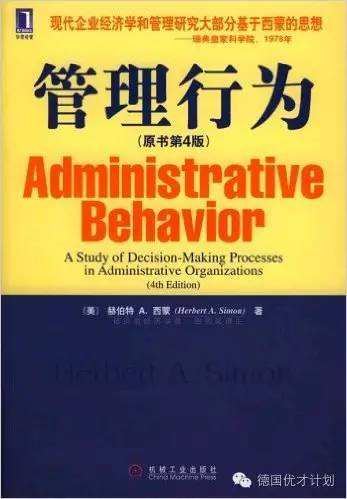 现代企业经济学和管理研究大部分基于西蒙的思想
——瑞典皇家科学院，1978年
华章经管
管理行为
(原书第4版)
Administrative
Behavior
A Study of Decision-Making Processes
in Administrative Organizations
(4th Edition)
［美］ 赫伯特 A. 西蒙 (Herbert A. Simon) 著
Herbert A. Simon
机械工业出版社
China Machine Press
德国优才计划